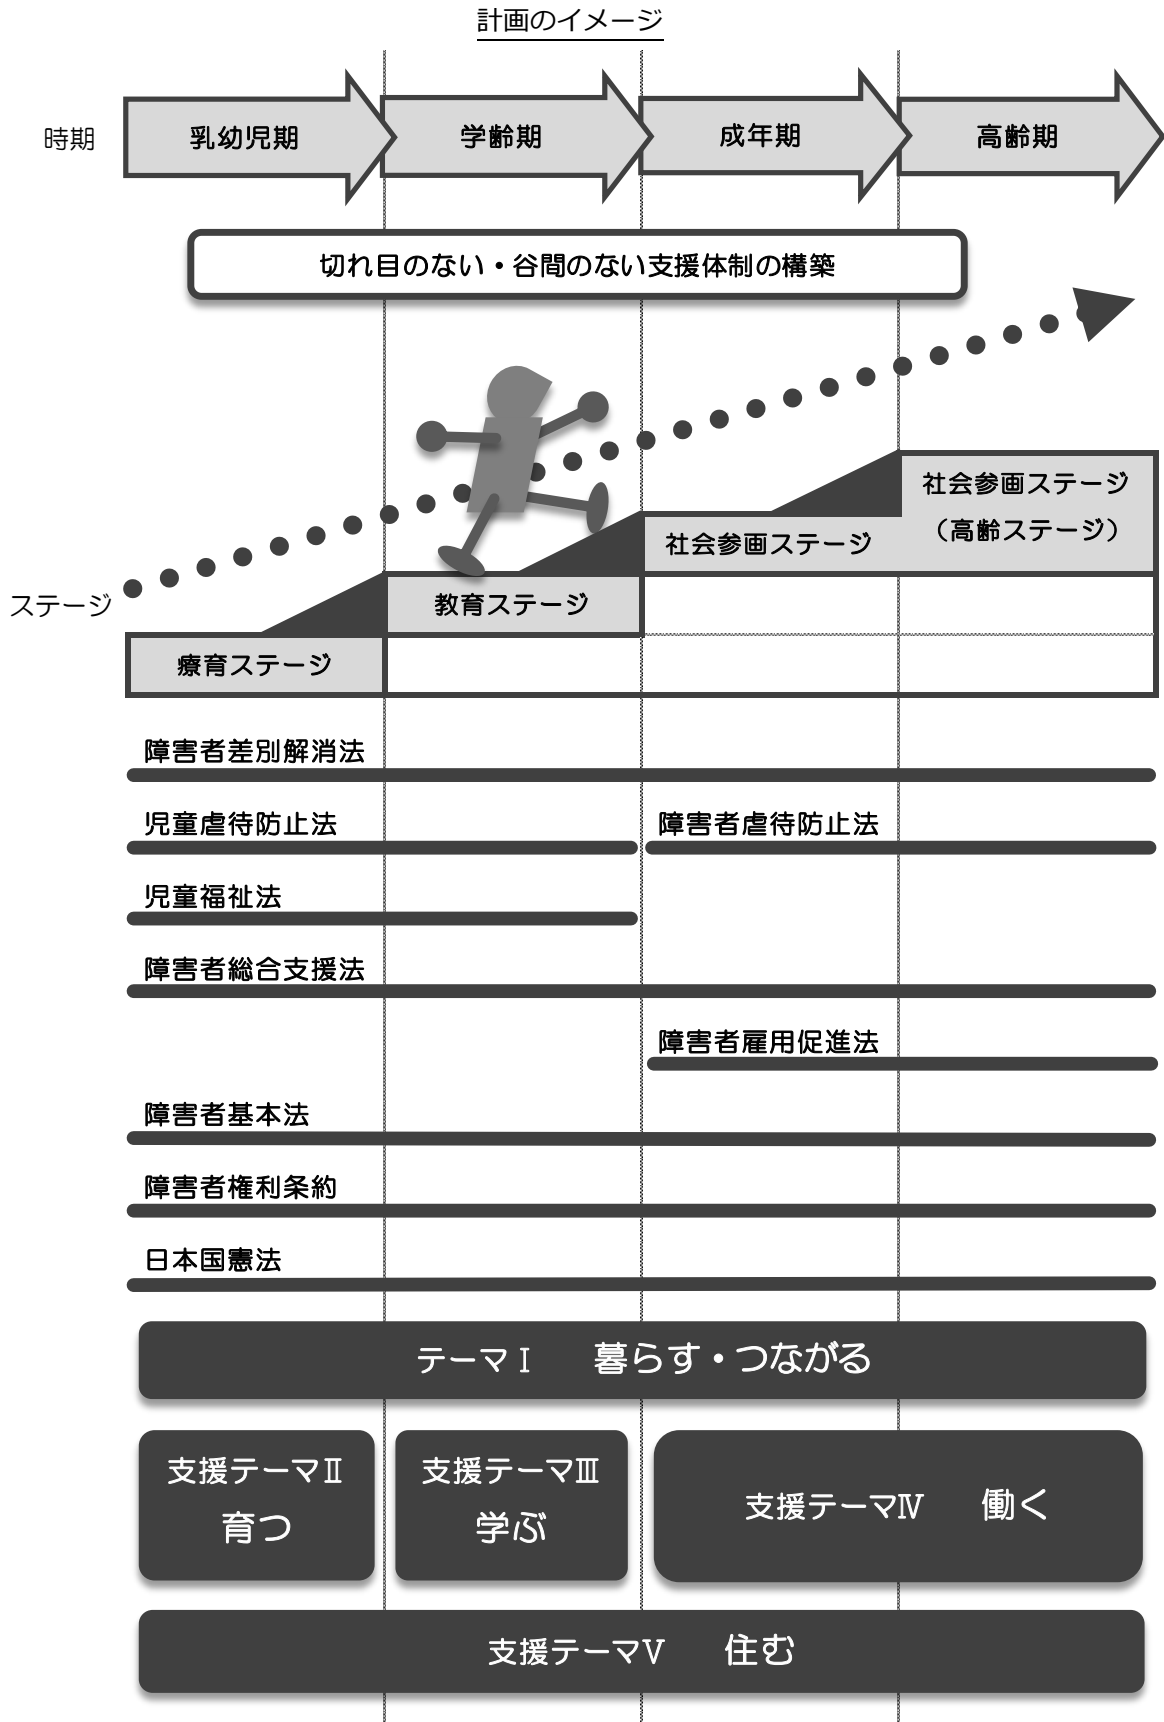 計画のイメージ
時期
乳幼児期
学齢期
成年期
高齢期
切れ目のない・谷間のない支援体制の構築
ステージ
社会参画ステージ
（高齢ステージ）
社会参画ステージ
教育ステージ
療育ステージ
障害者差別解消法
児童虐待防止法
障害者虐待防止法
児童福祉法
障害者総合支援法
障害者雇用促進法
障害者基本法
障害者権利条約
日本国憲法
テーマⅠ　暮らす・つながる
支援テーマⅡ
育つ
支援テーマⅢ
学ぶ
支援テーマⅣ　働く
支援テーマⅤ　住む